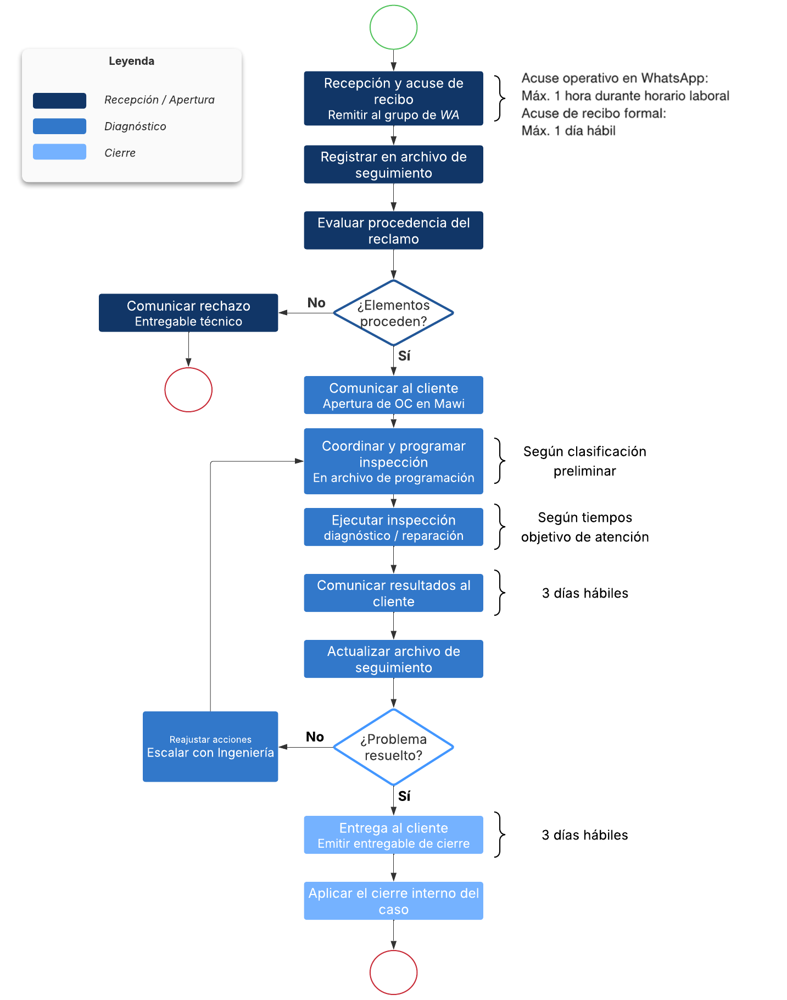 Leyenda
Recepción / Apertura
Diagnóstico
Cierre
Recepción y acuse de
recibo
Remitir al grupo de WA
Acuse operativo en WhatsApp:
Máx. 1 hora durante horario laboral
Acuse de recibo formal:
Máx. 1 día hábil
Registrar en archivo de
seguimiento
Evaluar procedencia del
reclamo
¿Elementos
proceden?
No
Comunicar rechazo
Entregable técnico
Sí
Comunicar al cliente
Apertura de OC en Mawi
Coordinar y programar
inspección
En archivo de programación
Según clasificación
preliminar
Ejecutar inspección
diagnóstico / reparación
Según tiempos
objetivo de atención
Comunicar resultados al
cliente
3 días hábiles
Actualizar archivo de
seguimiento
¿Problema
resuelto?
No
Reajustar acciones
Escalar con Ingeniería
Sí
Entrega al cliente
Emitir entregable de cierre
3 días hábiles
Aplicar el cierre interno del
caso